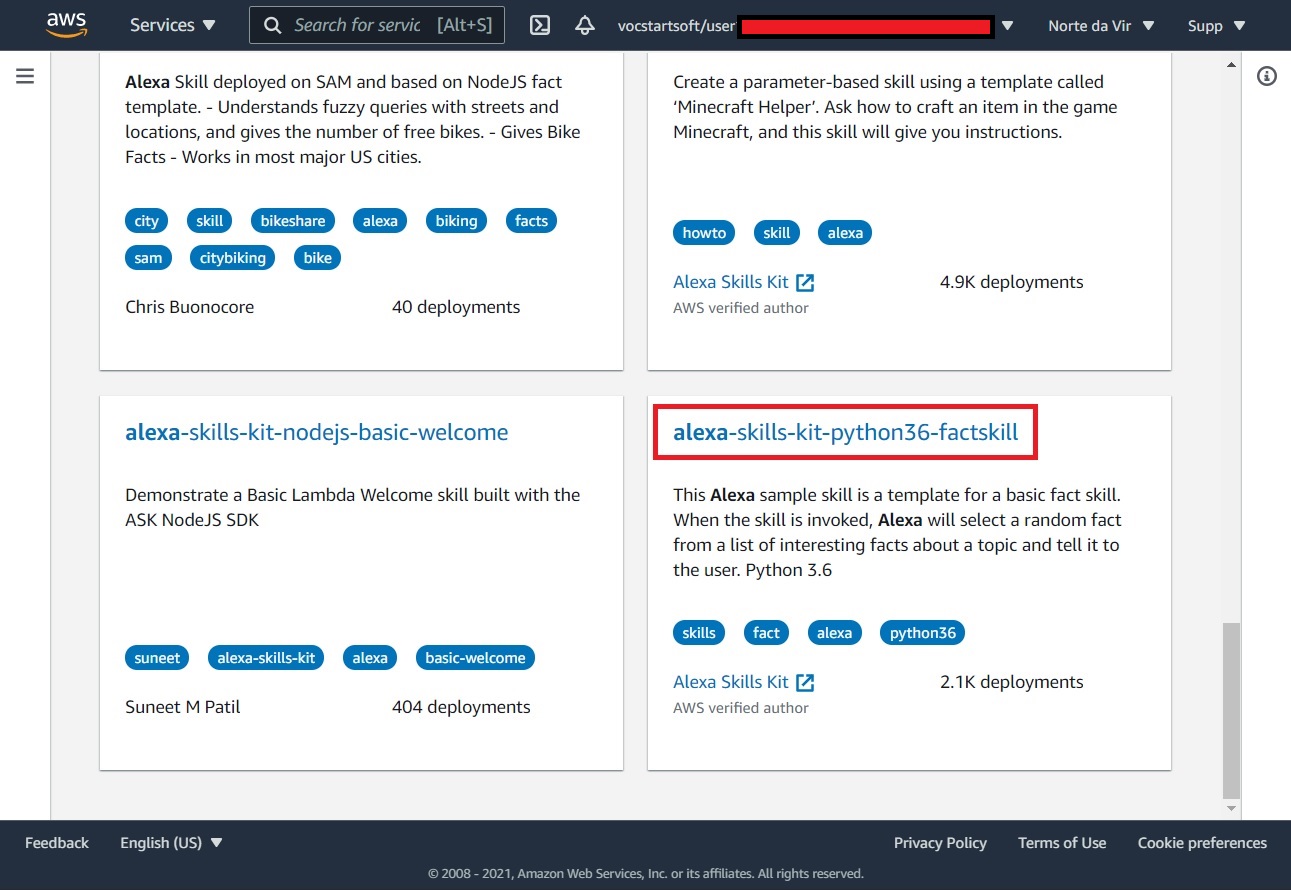 aws
Services
Search for servic [Alt+S]
vocstartsoft/user
Norte da Vir
Supp
Alexa Skill deployed on SAM and based on NodeJS fact
template. - Understands fuzzy queries with streets and
locations, and gives the number of free bikes. - Gives Bike
Facts - Works in most major US cities.
city skill bikeshare alexa biking facts
sam citybiking bike
Chris Buonocore 40 deployments
Create a parameter-based skill using a template called
‘Minecraft Helper’. Ask how to craft an item in the game
Minecraft, and this skill will give you instructions.
howto skill alexa
Alexa Skills Kit 4.9K deployments
AWS verified author
alexa-skills-kit-nodejs-basic-welcome
Demonstrate a Basic Lambda Welcome skill built with the
ASK NodeJS SDK
suneet alexa-skills-kit alexa basic-welcome
Suneet M Patil 404 deployments
alexa-skills-kit-python36-factskill
This Alexa sample skill is a template for a basic fact skill.
When the skill is invoked, Alexa will select a random fact
from a list of interesting facts about a topic and tell it to
the user. Python 3.6
skills fact alexa python36
Alexa Skills Kit 2.1K deployments
AWS verified author
Feedback English (US) Privacy Policy Terms of Use Cookie preferences
© 2008 - 2021, Amazon Web Services, Inc. or its affiliates. All rights reserved.